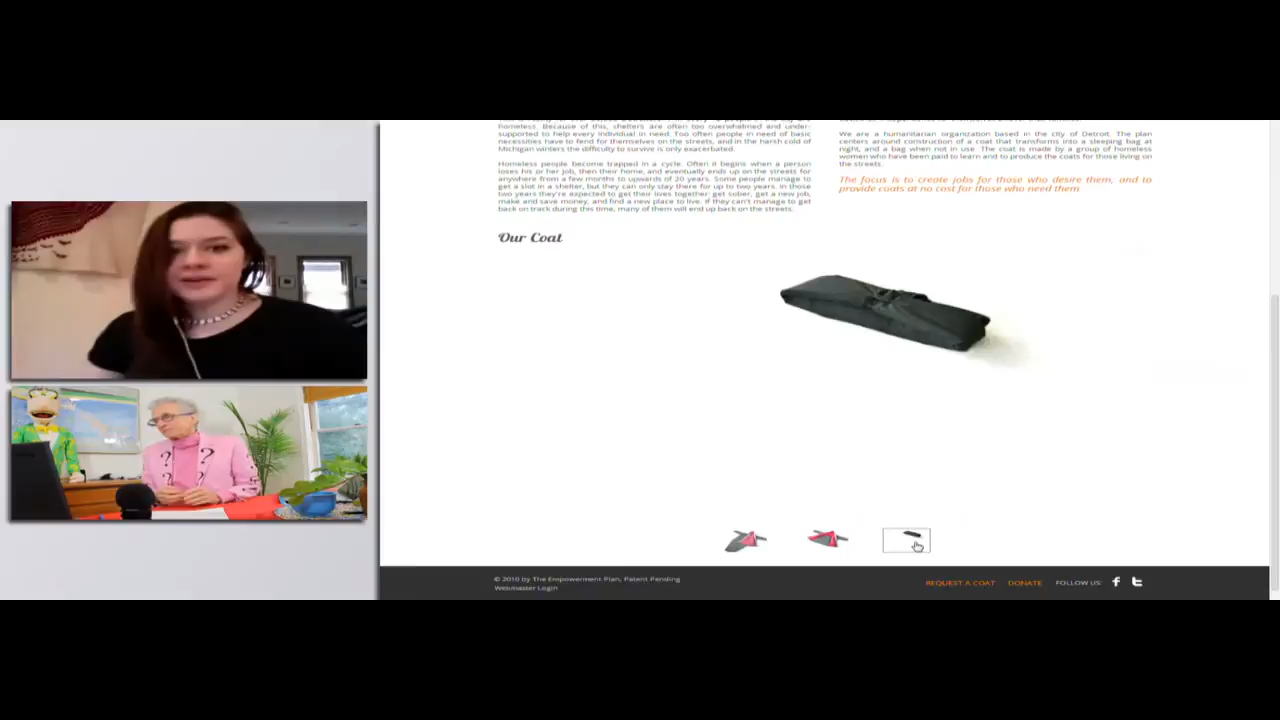 homeless. Because of this, shelters are often too overwhelmed and under-
supported to help every individual in need. Too often people in need of basic
necessities have to fend for themselves on the streets, and in the harsh cold of
Michigan winters the difficulty to survive is only exacerbated.
Homeless people become trapped in a cycle. Often it begins when a person
loses his or her job, then their home, and eventually ends up on the streets for
anywhere from a few months to upwards of 20 years. Some people manage to
get a slot in a shelter, but they can only stay there for up to two years. In those
two years they're expected to get their lives together: get sober, get a new job,
make and save money, and find a new place to live. If they can't manage to get
back on track during this time, many of them will end up back on the streets.
We are a humanitarian organization based in the city of Detroit. The plan
centers around construction of a coat that transforms into a sleeping bag at
night, and a bag when not in use. The coat is made by a group of homeless
women who have been paid to learn and to produce the coats for those living on
the streets.
The focus is to create jobs for those who desire them, and to
provide coats at no cost for those who need them
Our Coat
© 2010 by The Empowerment Plan, Patent Pending
Webmaster Login
REQUEST A COAT DONATE FOLLOW US:
? ?
? ?